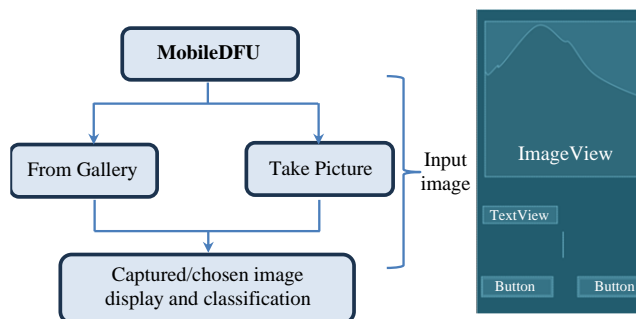 MobileDFU
From Gallery
Take Picture
Captured/chosen image
display and classification
Input
image
ImageView
TextView
Button
Button